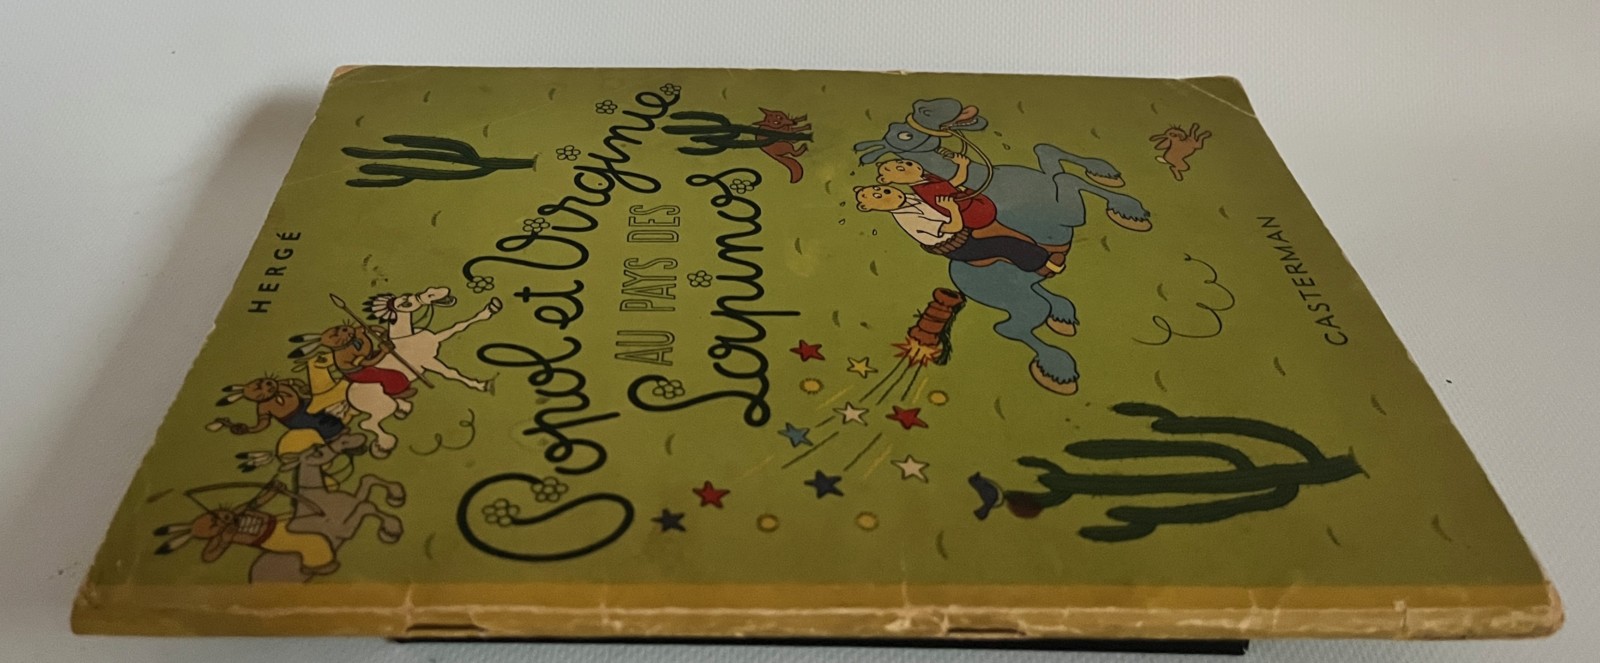 HERGÉ
Popol et Virginie
AU PAYS DES
Lapinos
CASTERMAN